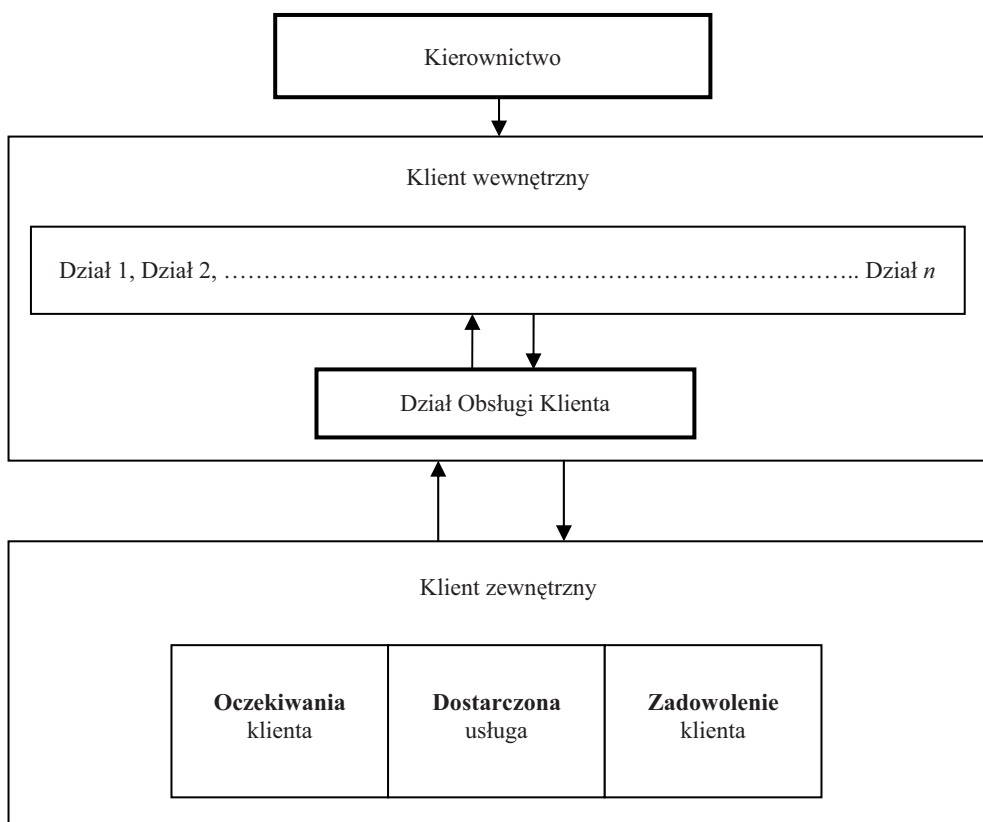 Kierownictwo
Klient wewnętrzny
Dział 1, Dział 2, ……………………………………………………………………….. Dział n
Dział Obsługi Klienta
Klient zewnętrzny
Oczekiwania
klienta
Dostarczona
usługa
Zadowolenie
klienta